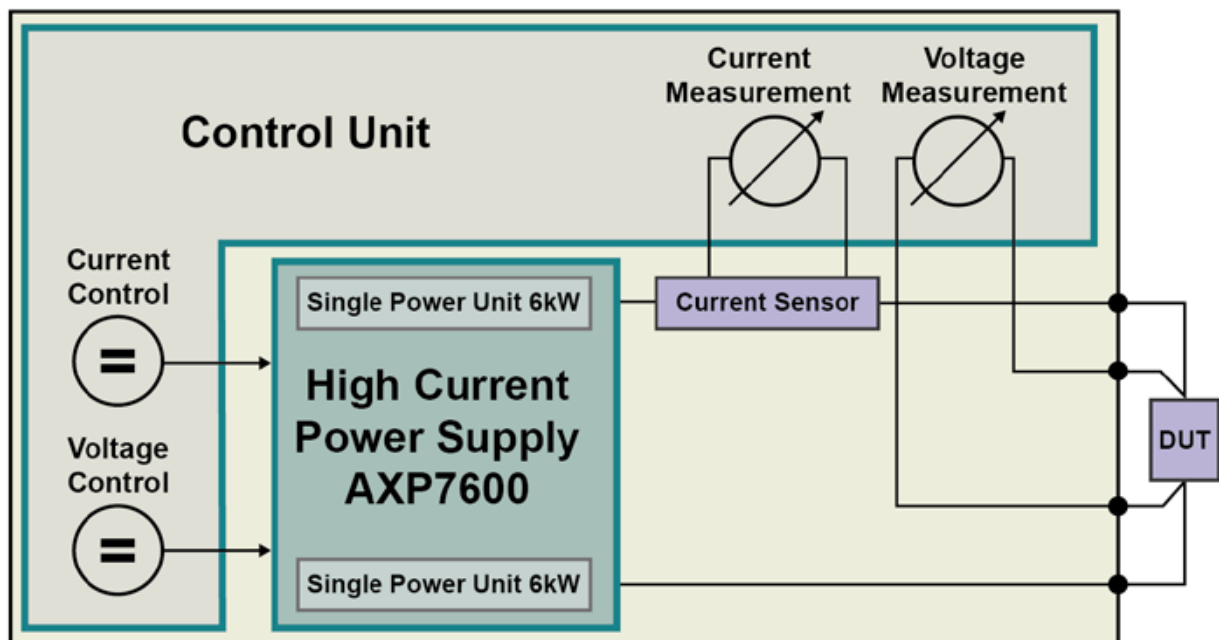 Current
Measurement
Voltage
Measurement
Control Unit
Current
Control
Single Power Unit 6kW
Current Sensor
High Current
Power Supply
AXP7600
DUT
Voltage
Control
Single Power Unit 6kW